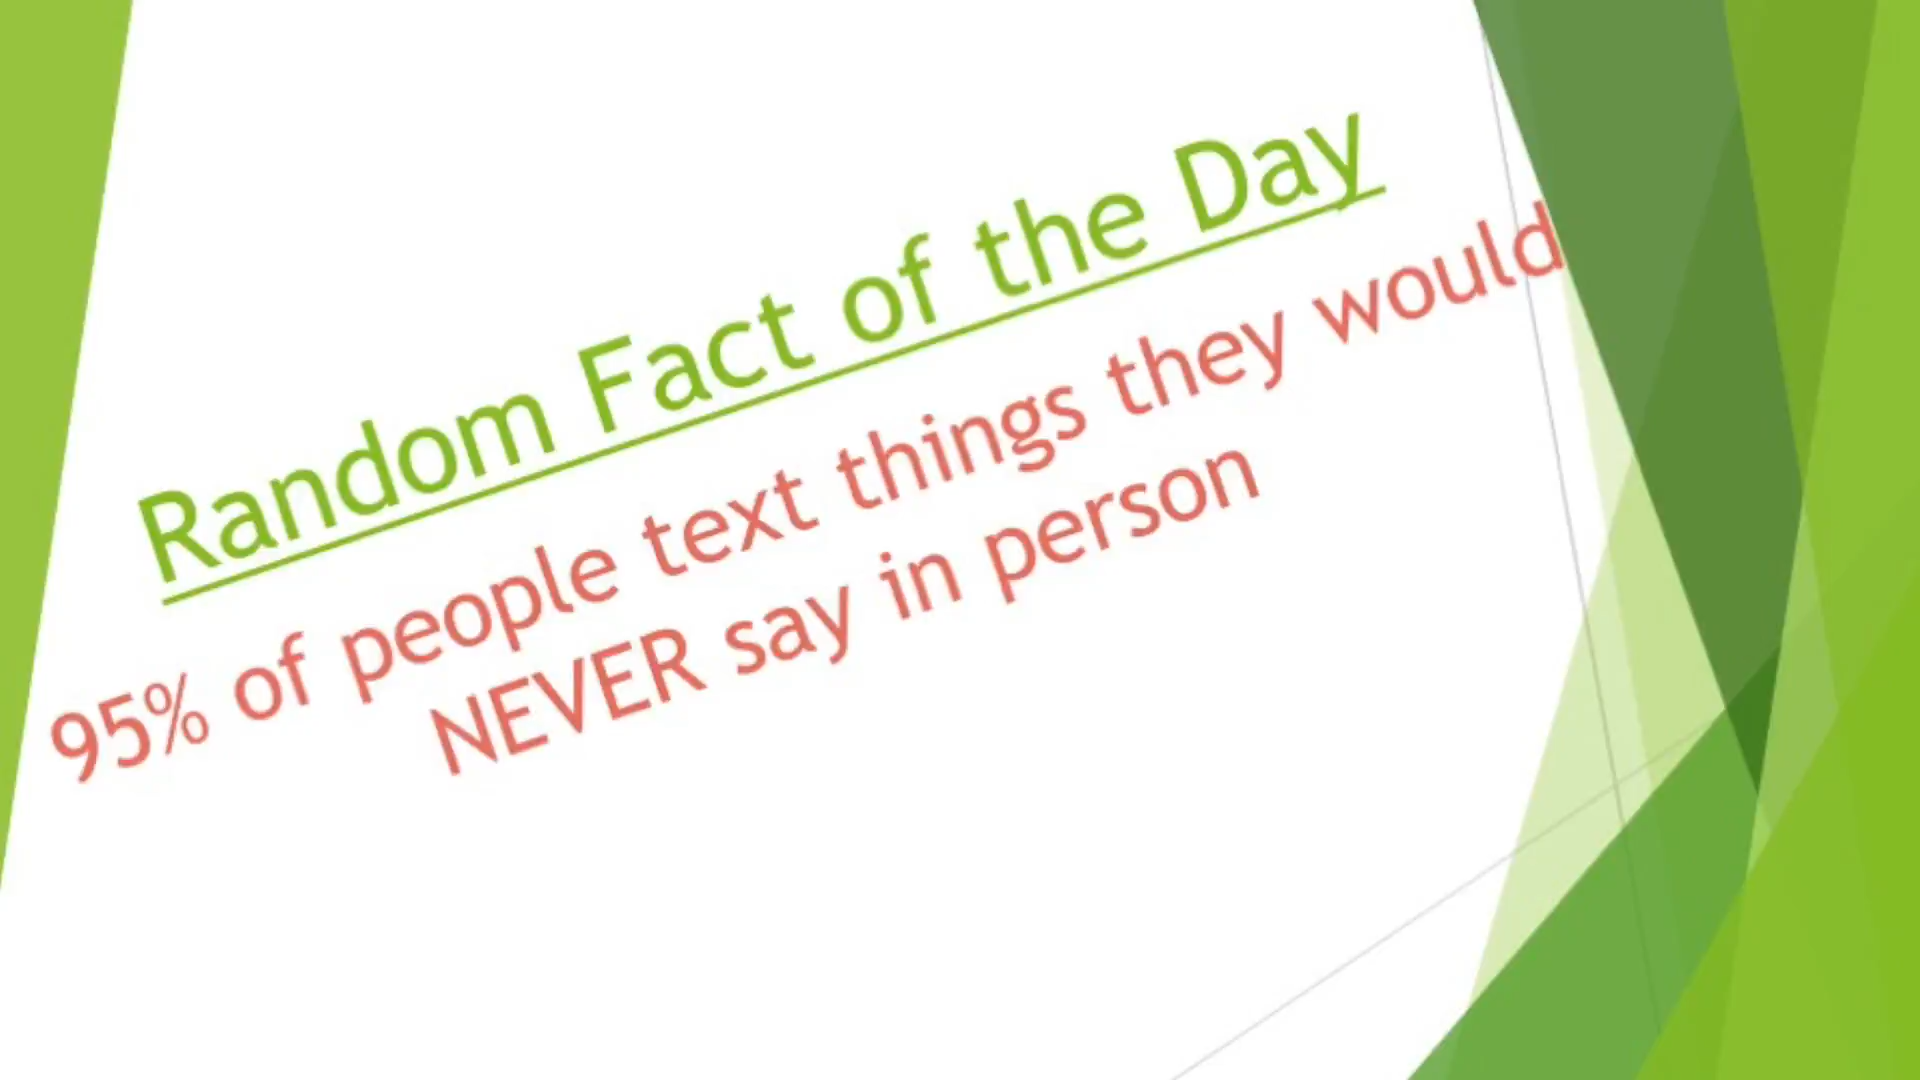 Random Fact of the Day
95% of people text things they would
NEVER say in person